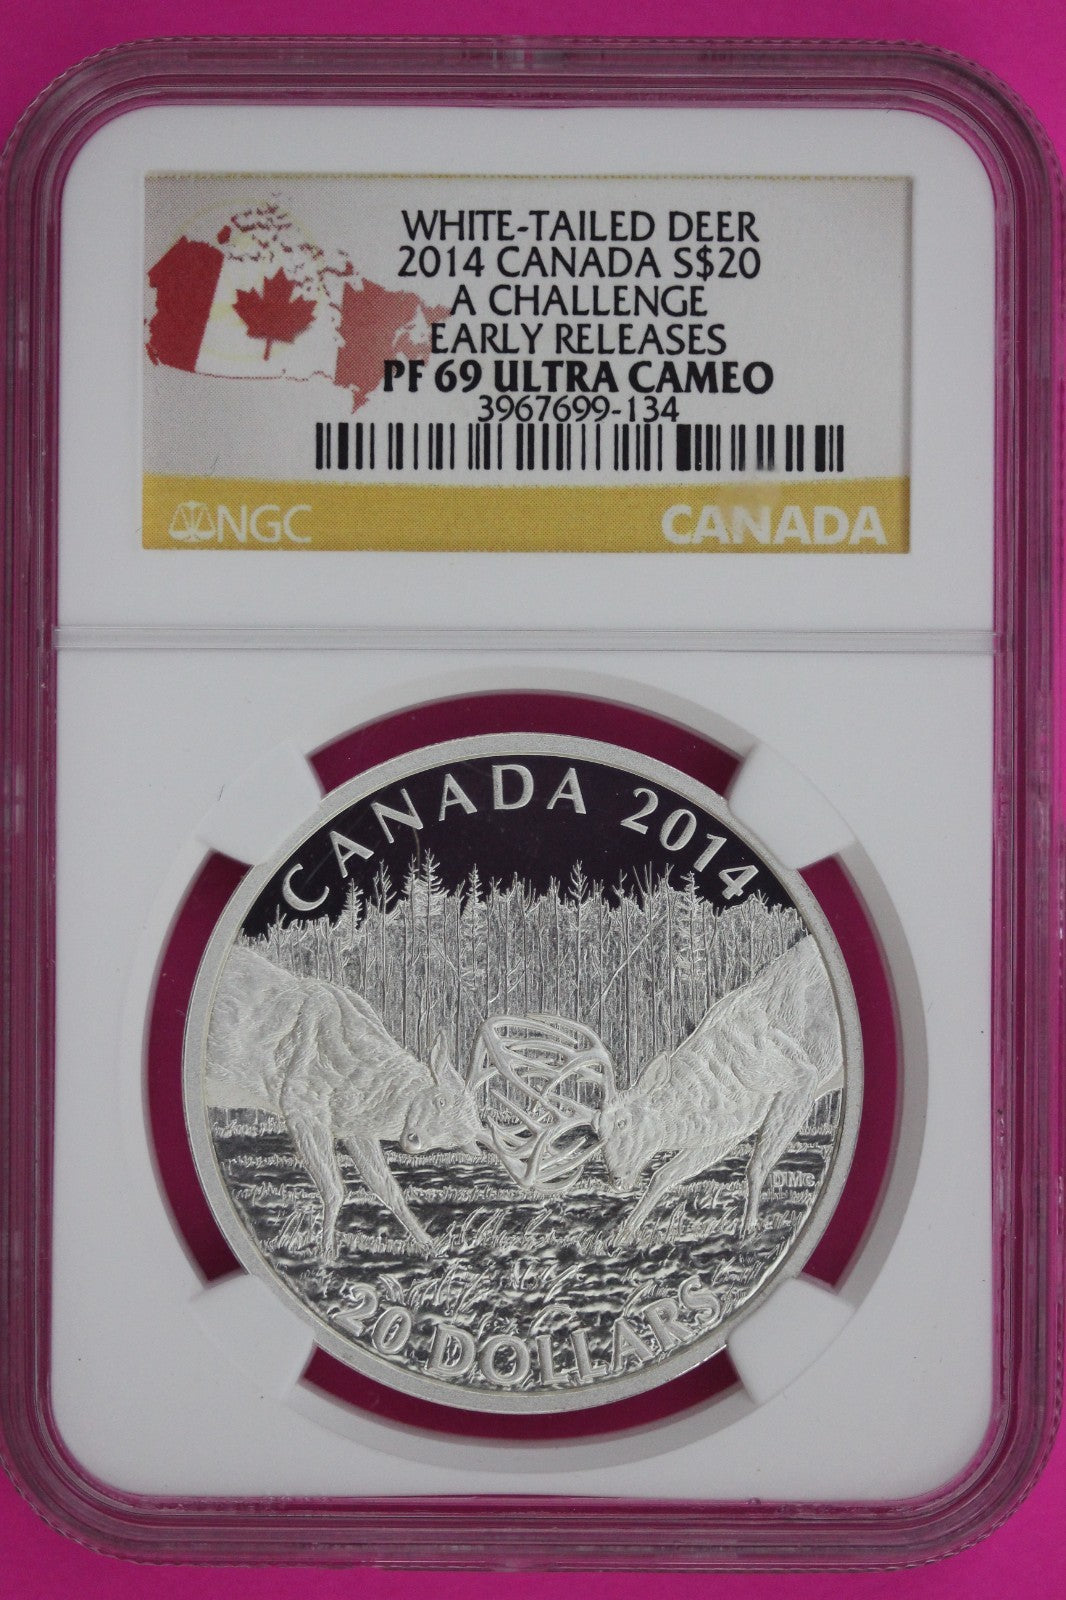 WHITE-TAILED DEER
2014 CANADA S$20
A CHALLENGE
EARLY RELEASES
PF 69 ULTRA CAMEO
3967699-134
NGC
CANADA
CANADA 2014
DMc
20 DOLLARS